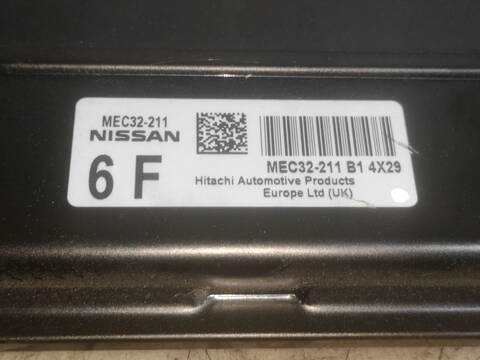 MEC32-211
NISSAN
6 F
MEC32-211 B1 4X29
Hitachi Automotive Products
Europe Ltd (UK)